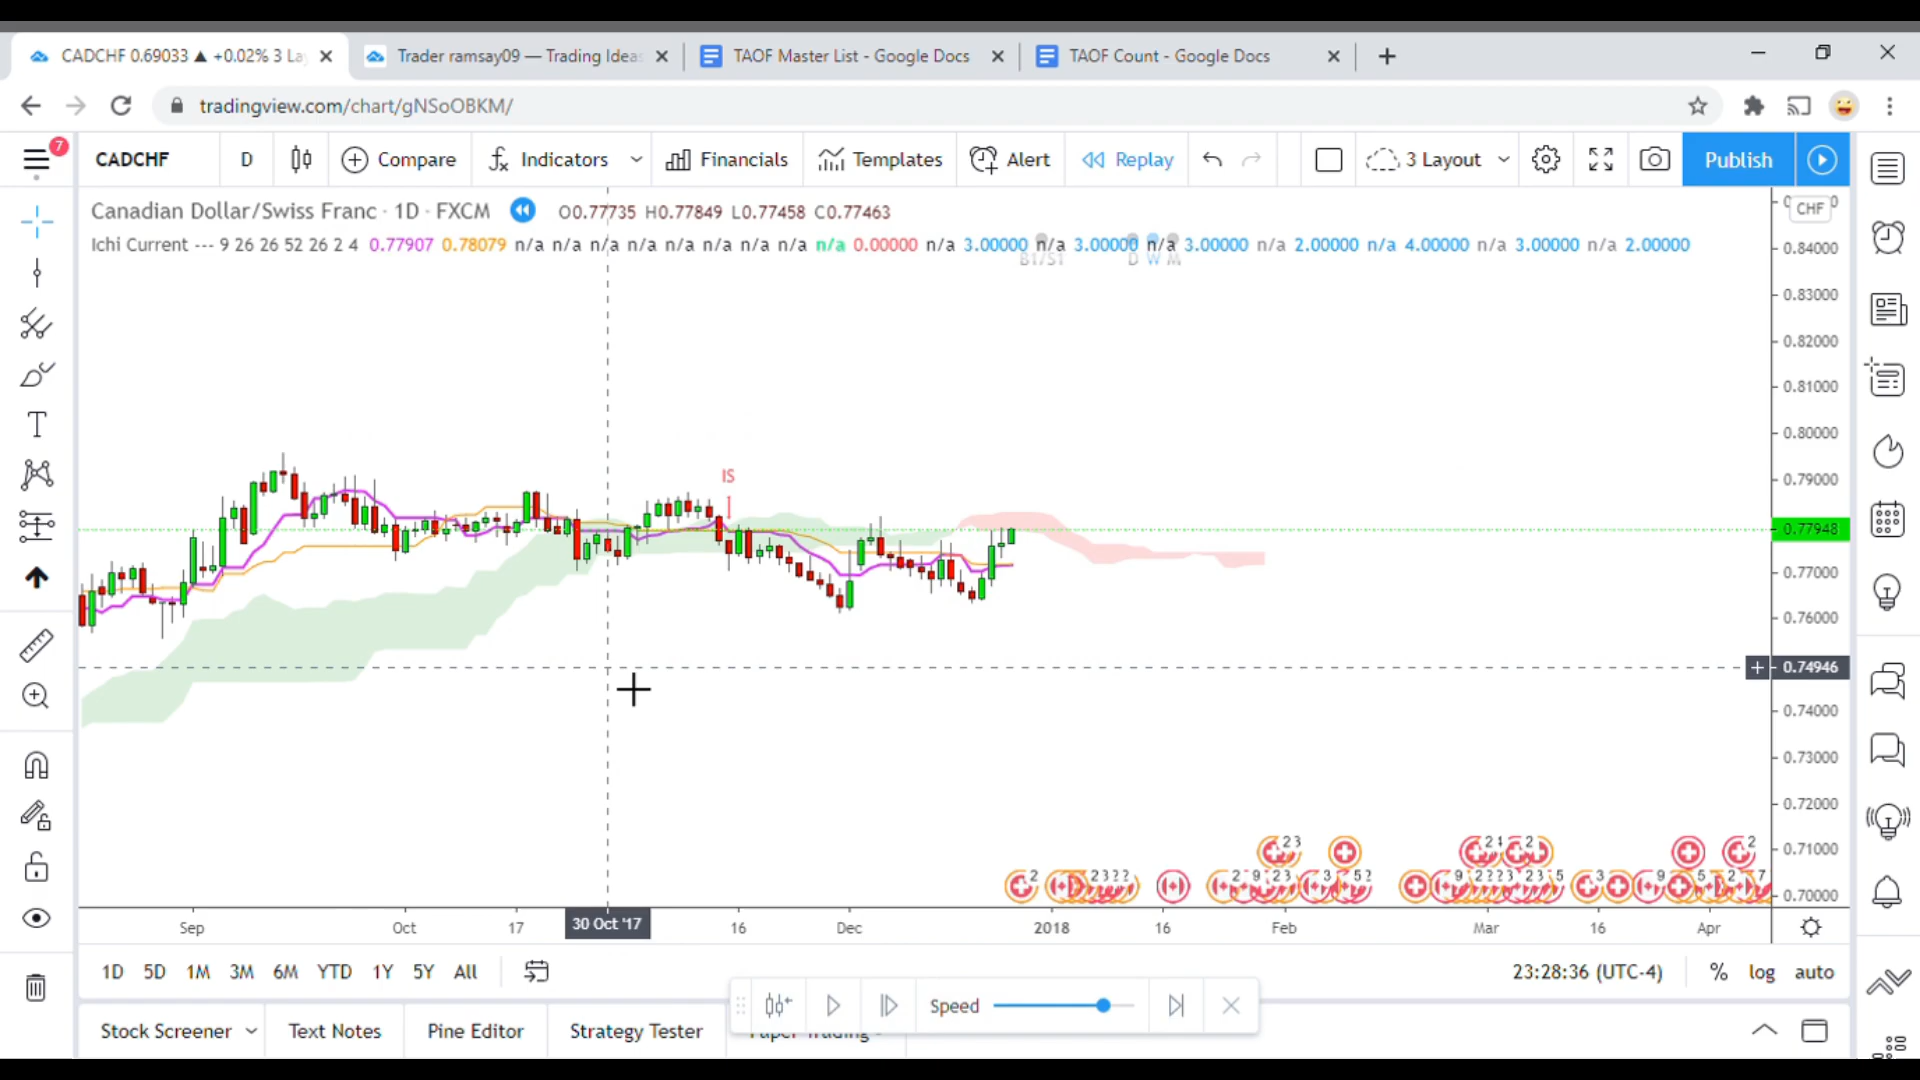 CADCHF 0.69033 ▲ +0.02% 3 La
Trader ramsay09 — Trading Ideas
TAOF Master List - Google Docs
TAOF Count - Google Docs
tradingview.com/chart/gNSoOBKM/
7
CADCHF D Compare Indicators Financials Templates Alert Replay 3 Layout Publish
Canadian Dollar/Swiss Franc · 1D · FXCM O0.77735 H0.77849 L0.77458 C0.77463
CHF
Ichi Current --- 9 26 26 52 26 2 4 0.77907 0.78079 n/a n/a n/a n/a n/a n/a n/a n/a n/a 0.00000 n/a 3.00000 n/a 3.00000 n/a 3.00000 n/a 2.00000 n/a 4.00000 n/a 3.00000 n/a 2.00000
B1/S1 D W M
0.84000
0.83000
0.82000
0.81000
0.80000
0.79000
IS
0.77948
0.77000
0.76000
0.74946
0.74000
0.73000
0.72000
0.71000
0.70000
Sep Oct 17 30 Oct '17 16 Dec 2018 16 Feb Mar 16 Apr
1D 5D 1M 3M 6M YTD 1Y 5Y All
23:28:36 (UTC-4) % log auto
Speed
Stock Screener Text Notes Pine Editor Strategy Tester Paper Trading